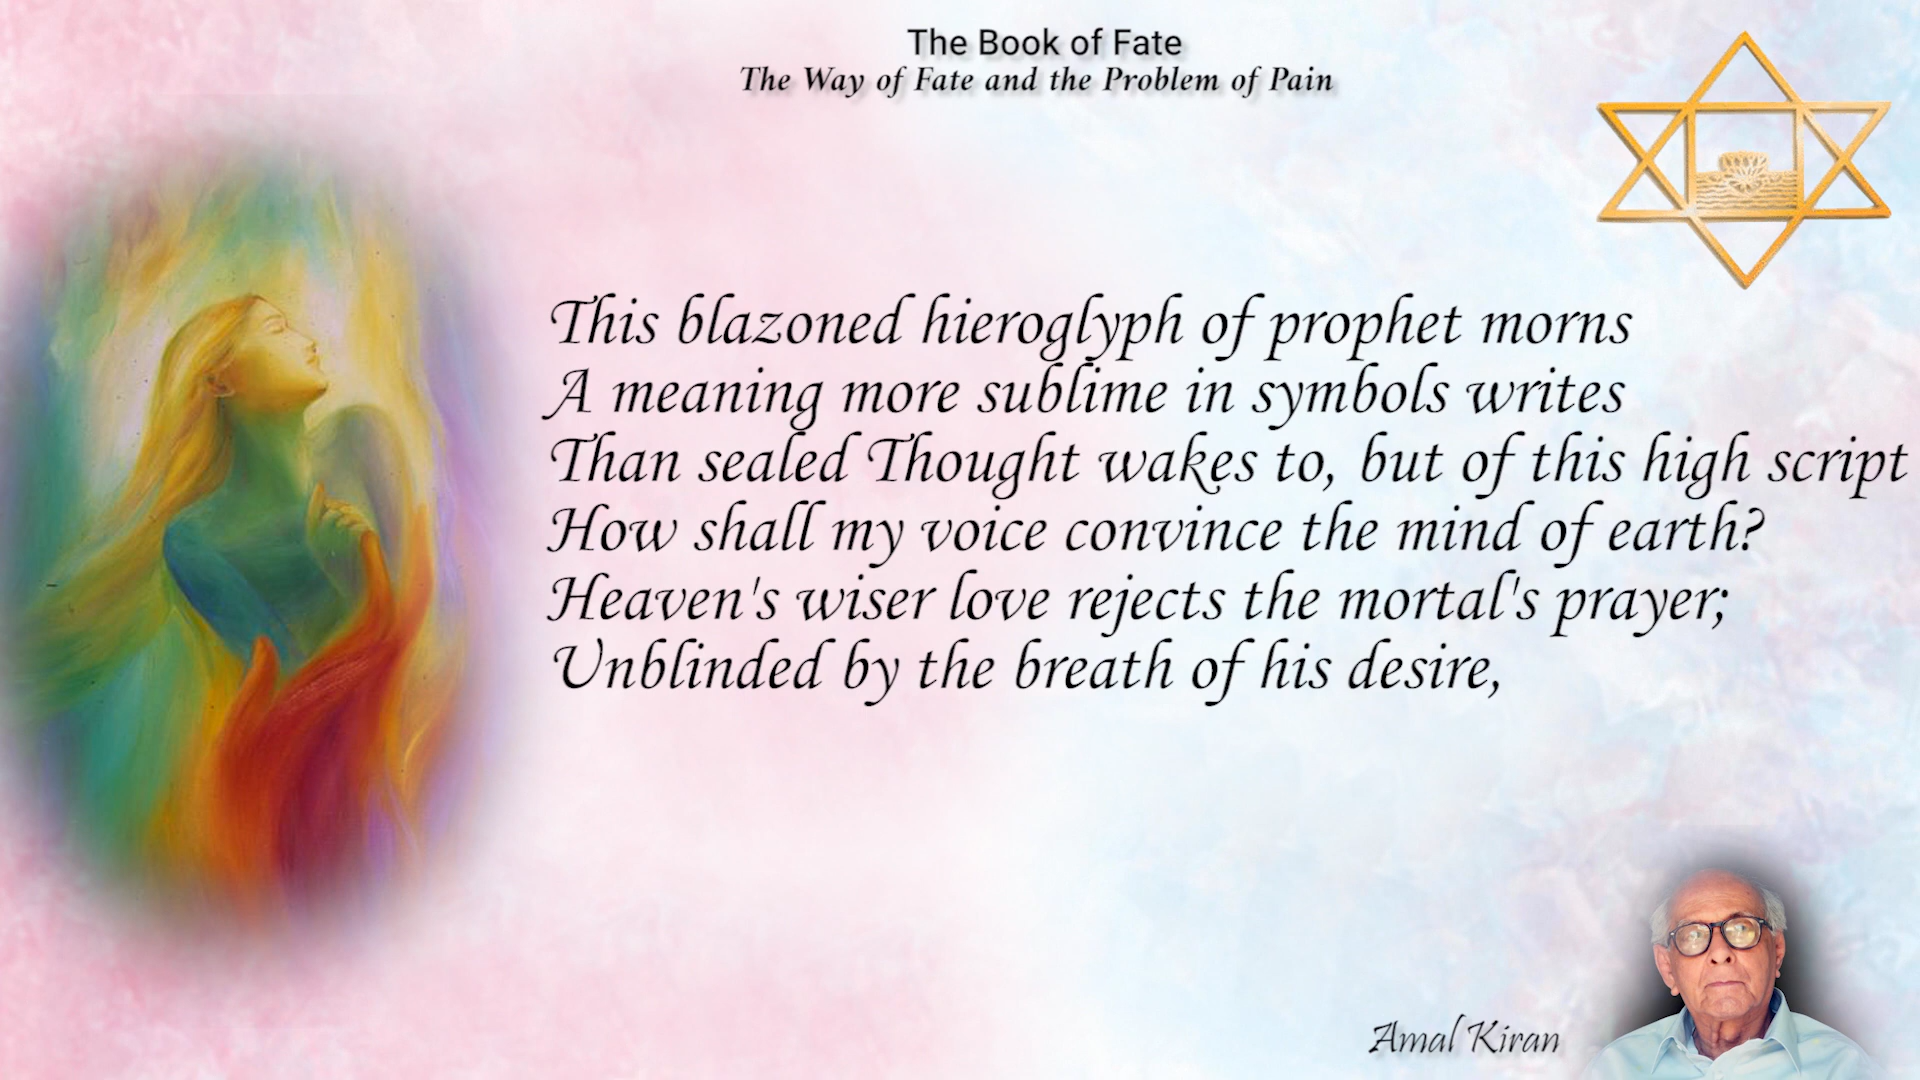 The Book of Fate
The Way of Fate and the Problem of Pain
This blazoned hieroglyph of prophet morns
A meaning more sublime in symbols writes
Than sealed Thought wakes to, but of this high script
How shall my voice convince the mind of earth?
Heaven's wiser love rejects the mortal's prayer;
Unblinded by the breath of his desire,
Amal Kiran